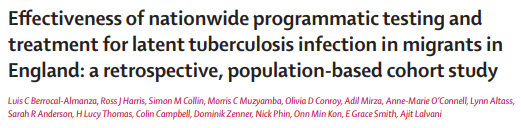 Effectiveness of nationwide programmatic testing and
treatment for latent tuberculosis infection in migrants in
England: a retrospective, population-based cohort study
Luis C Berrocal-Almanza, Ross J Harris, Simon M Collin, Morris C Muzyamba, Olivia D Conroy, Adil Mirza, Anne-Marie O'Connell, Lynn Altass,
Sarah R Anderson, H Lucy Thomas, Colin Campbell, Dominik Zenner, Nick Phin, Onn Min Kon, E Grace Smith, Ajit Lalvani